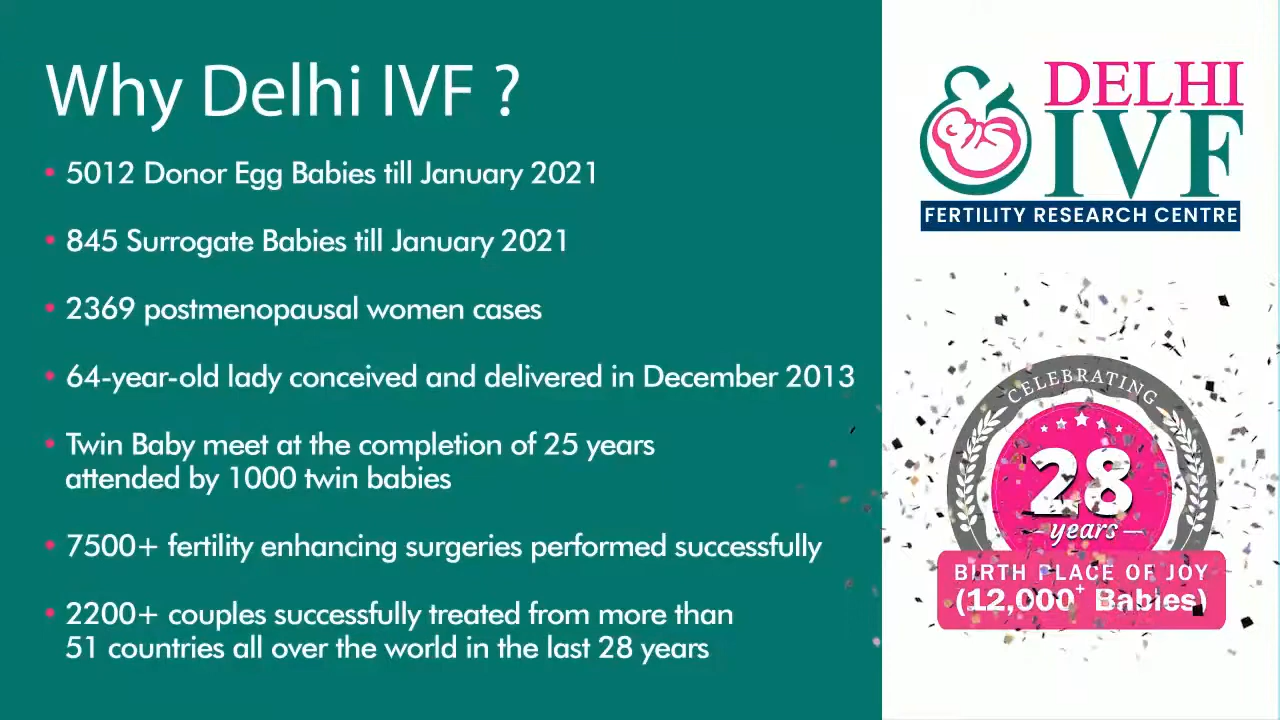 Why Delhi IVF ?
• 5012 Donor Egg Babies till January 2021
• 845 Surrogate Babies till January 2021
• 2369 postmenopausal women cases
• 64-year-old lady conceived and delivered in December 2013
• Twin Baby meet at the completion of 25 years
attended by 1000 twin babies
• 7500+ fertility enhancing surgeries performed successfully
• 2200+ couples successfully treated from more than
51 countries all over the world in the last 28 years
DELHI
IVF
FERTILITY RESEARCH CENTRE
CELEBRATING
28
years
BIRTH PLACE OF JOY
(12,000+ Babies)